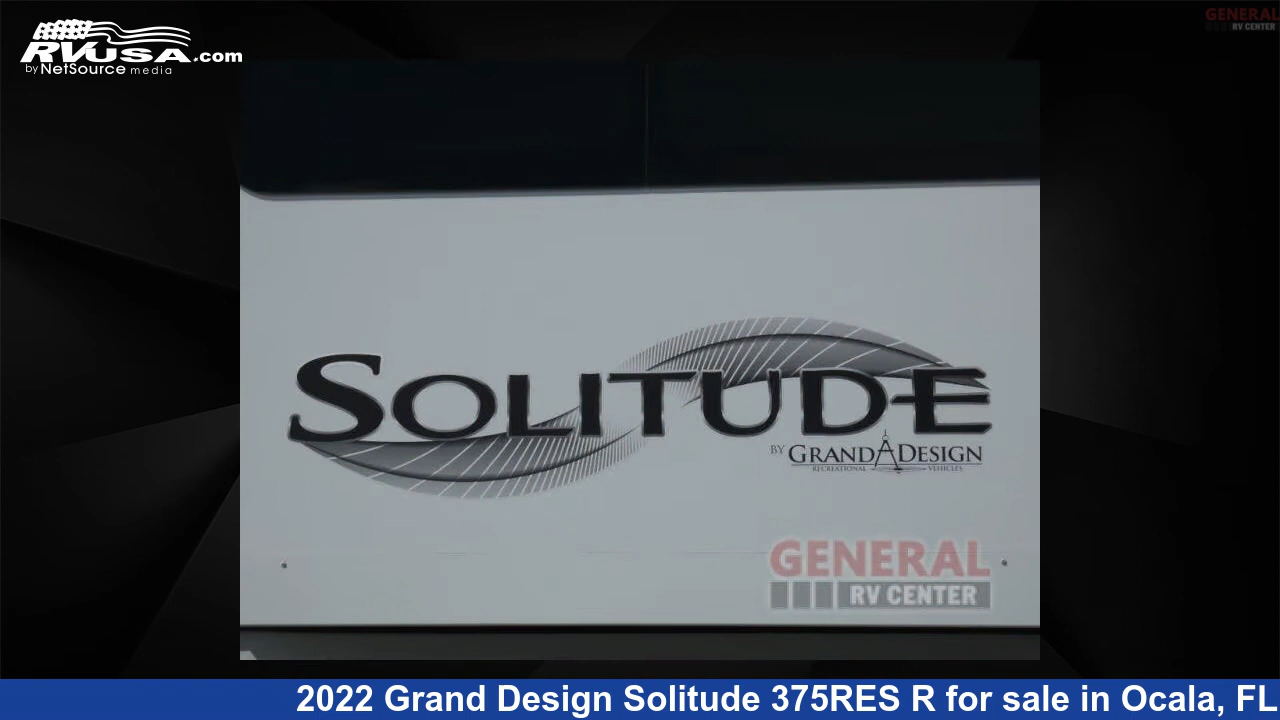 GENERAL
RV CENTER
RVUSA.com
by NetSource media
SOLITUDE
BY GRAND DESIGN
RECREATIONAL VEHICLES
GENERAL
RV CENTER
2022 Grand Design Solitude 375RES R for sale in Ocala, FL